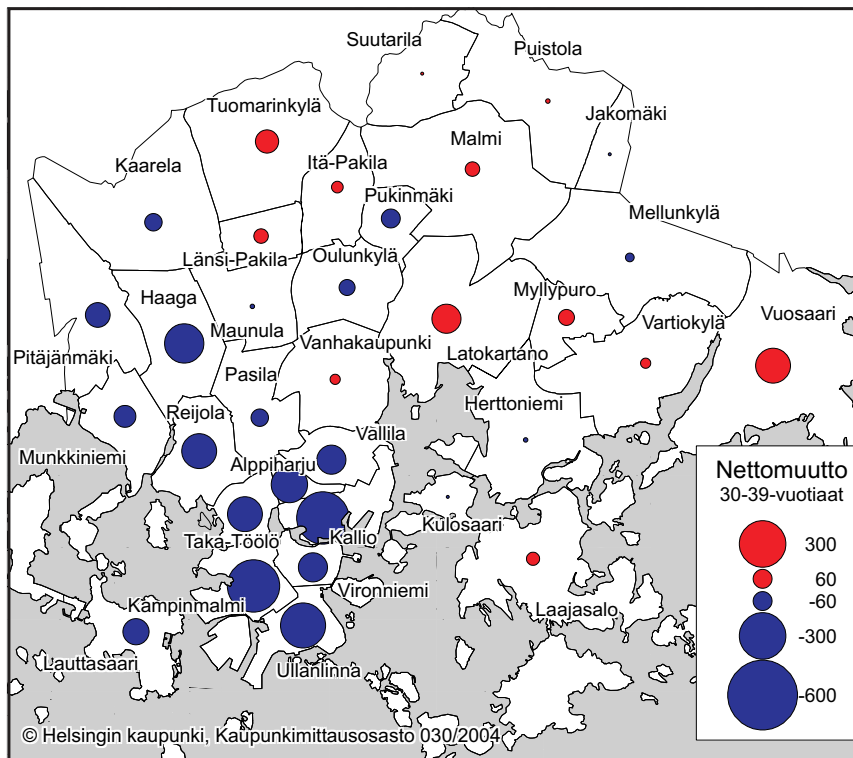 Suutarila
Puistola
Tuomarinkylä
Jakomäki
Malmi
Itä-Pakila
Kaarela
Pukinmäki
Mellunkylä
Länsi-Pakila
Oulunkylä
Haaga
Myllypuro
Maunula
Vuosaari
Vartiokylä
Vanhakaupunki
Pitäjänmäki
Latokartano
Pasila
Herttoniemi
Reijola
Vallila
Munkkiniemi
Alppiharju
Nettomuutto
30-39-vuotiaat
Kulosaari
Kallio
Taka-Töölö
300
60
Vironniemi
-60
Kampinmalmi
Laajasalo
-300
Lauttasaari
Ullanlinna
-600
© Helsingin kaupunki, Kaupunkimittausosasto 030/2004